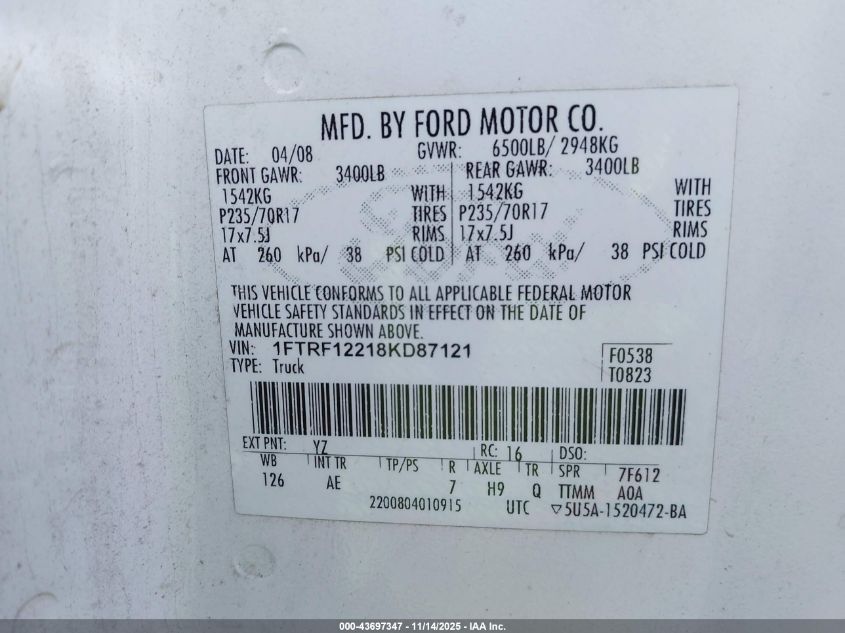 MFD. BY FORD MOTOR CO.
DATE: 04/08 GVWR: 6500LB/ 2948KG
FRONT GAWR: 3400LB REAR GAWR: 3400LB
1542KG WITH 1542KG WITH
P235/70R17 TIRES P235/70R17 TIRES
17x7.5J RIMS 17x7.5J RIMS
AT 260 kPa/ 38 PSI COLD AT 260 kPa/ 38 PSI COLD
THIS VEHICLE CONFORMS TO ALL APPLICABLE FEDERAL MOTOR
VEHICLE SAFETY STANDARDS IN EFFECT ON THE DATE OF
MANUFACTURE SHOWN ABOVE.
VIN: 1FTRF12218KD87121 F0538
TYPE: Truck T0823
EXT PNT: YZ RC: 16 DSO:
WB INT TR TP/PS R AXLE TR SPR 7F612
126 AE 7 H9 Q TTMM A0A
2200804010915 UTC ▽5U5A-1520472-BA
000-43697347 - 11/14/2025 - IAA Inc.